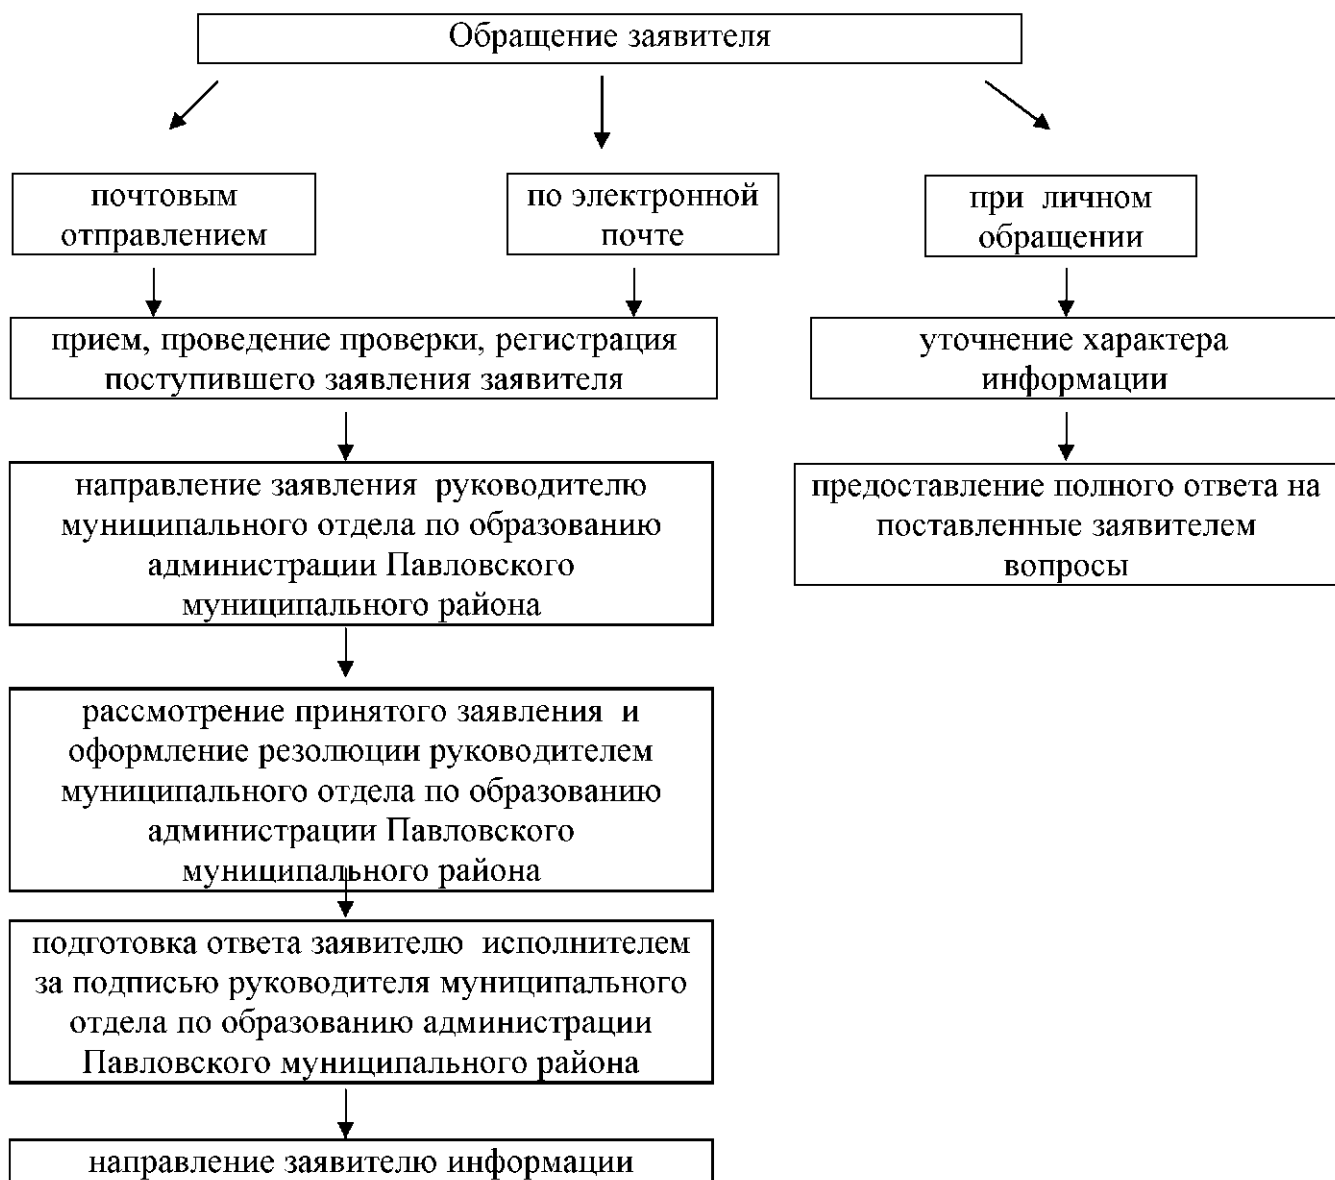 Обращение заявителя
почтовым
отправлением
по электронной
почте
при личном
обращении
прием, проведение проверки, регистрация
поступившего заявления заявителя
уточнение характера
информации
направление заявления руководителю
муниципального отдела по образованию
администрации Павловского
муниципального района
предоставление полного ответа на
поставленные заявителем
вопросы
рассмотрение принятого заявления и
оформление резолюции руководителем
муниципального отдела по образованию
администрации Павловского
муниципального района
подготовка ответа заявителю исполнителем
за подписью руководителя муниципального
отдела по образованию администрации
Павловского муниципального района
направление заявителю информации